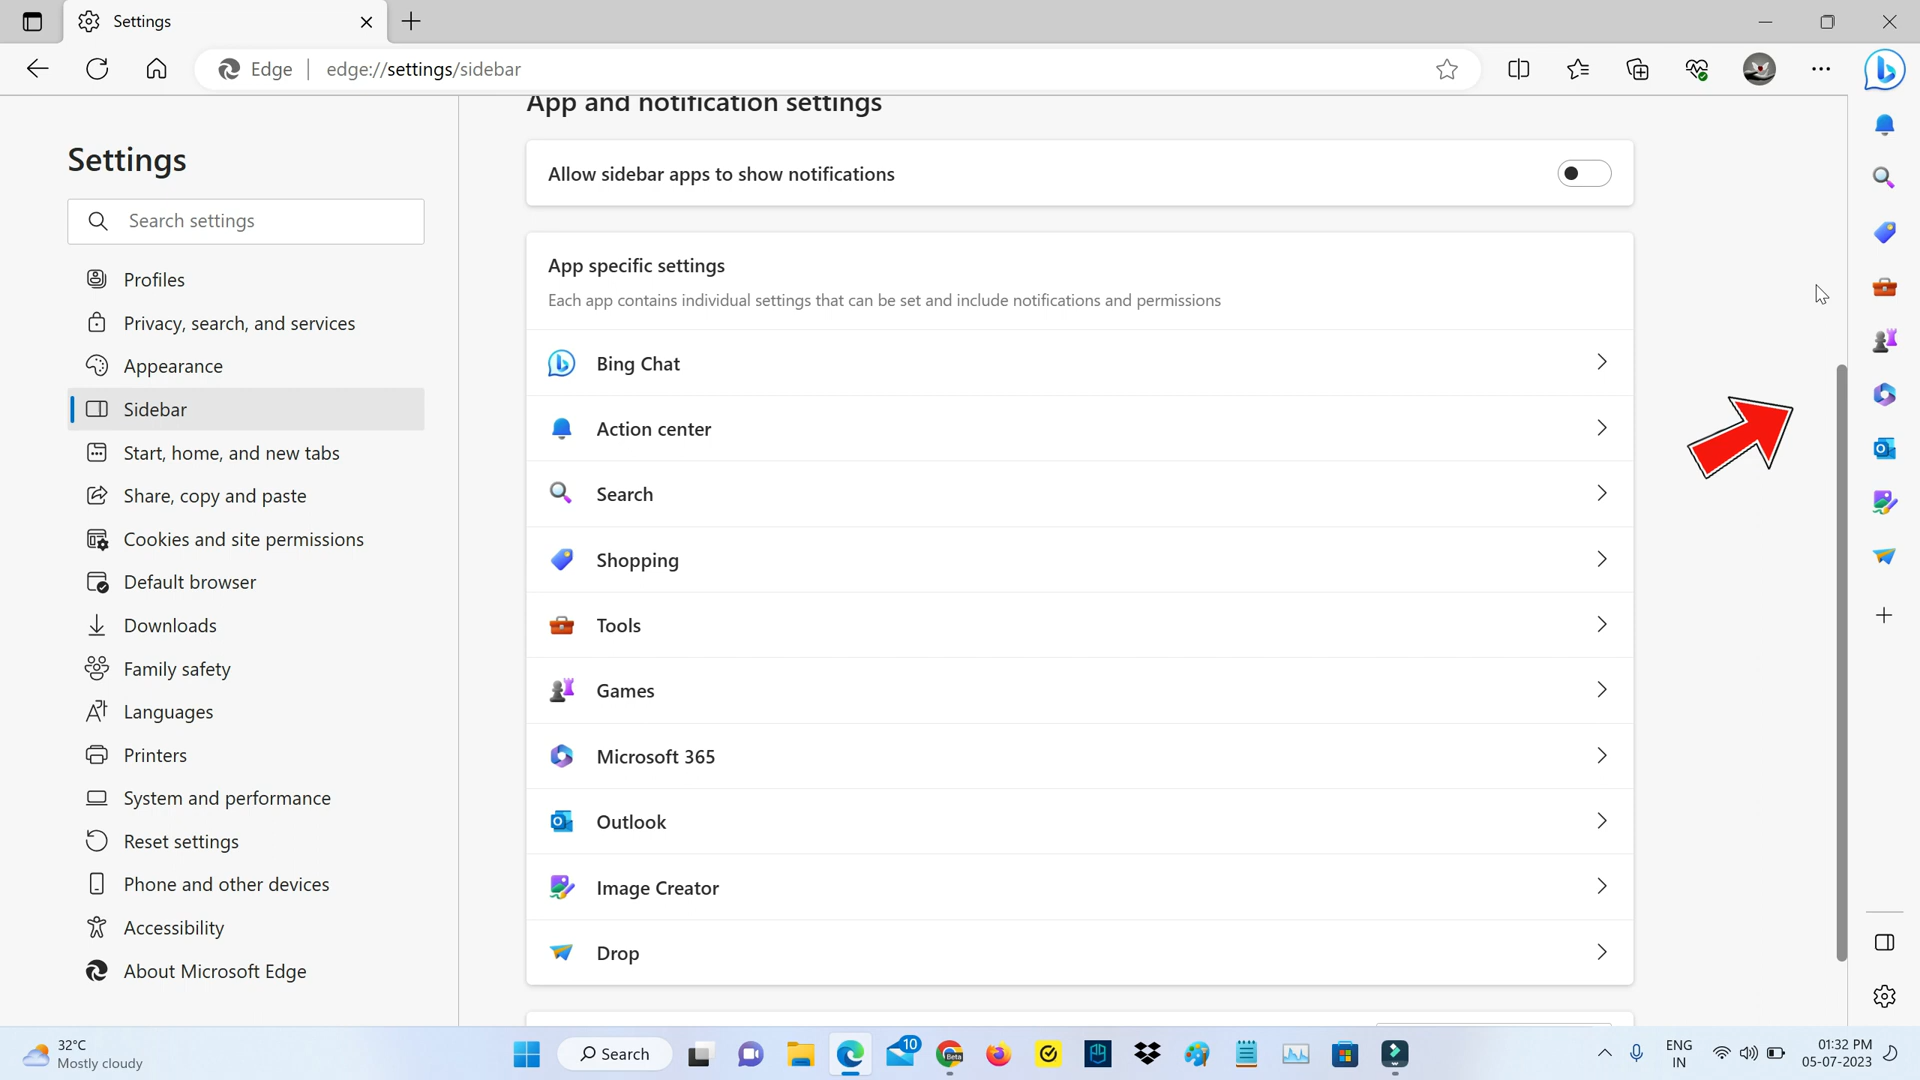 Settings
Edge
edge://settings/sidebar
App and notification settings
Settings
Allow sidebar apps to show notifications
Search settings
App specific settings
Each app contains individual settings that can be set and include notifications and permissions
Profiles
Privacy, search, and services
Appearance
Sidebar
Start, home, and new tabs
Share, copy and paste
Cookies and site permissions
Default browser
Downloads
Family safety
Languages
Printers
System and performance
Reset settings
Phone and other devices
Accessibility
About Microsoft Edge
Bing Chat
Action center
Search
Shopping
Tools
Games
Microsoft 365
Outlook
Image Creator
Drop
32°C
Mostly cloudy
Search
10
Beta
ENG
IN
01:32 PM
05-07-2023